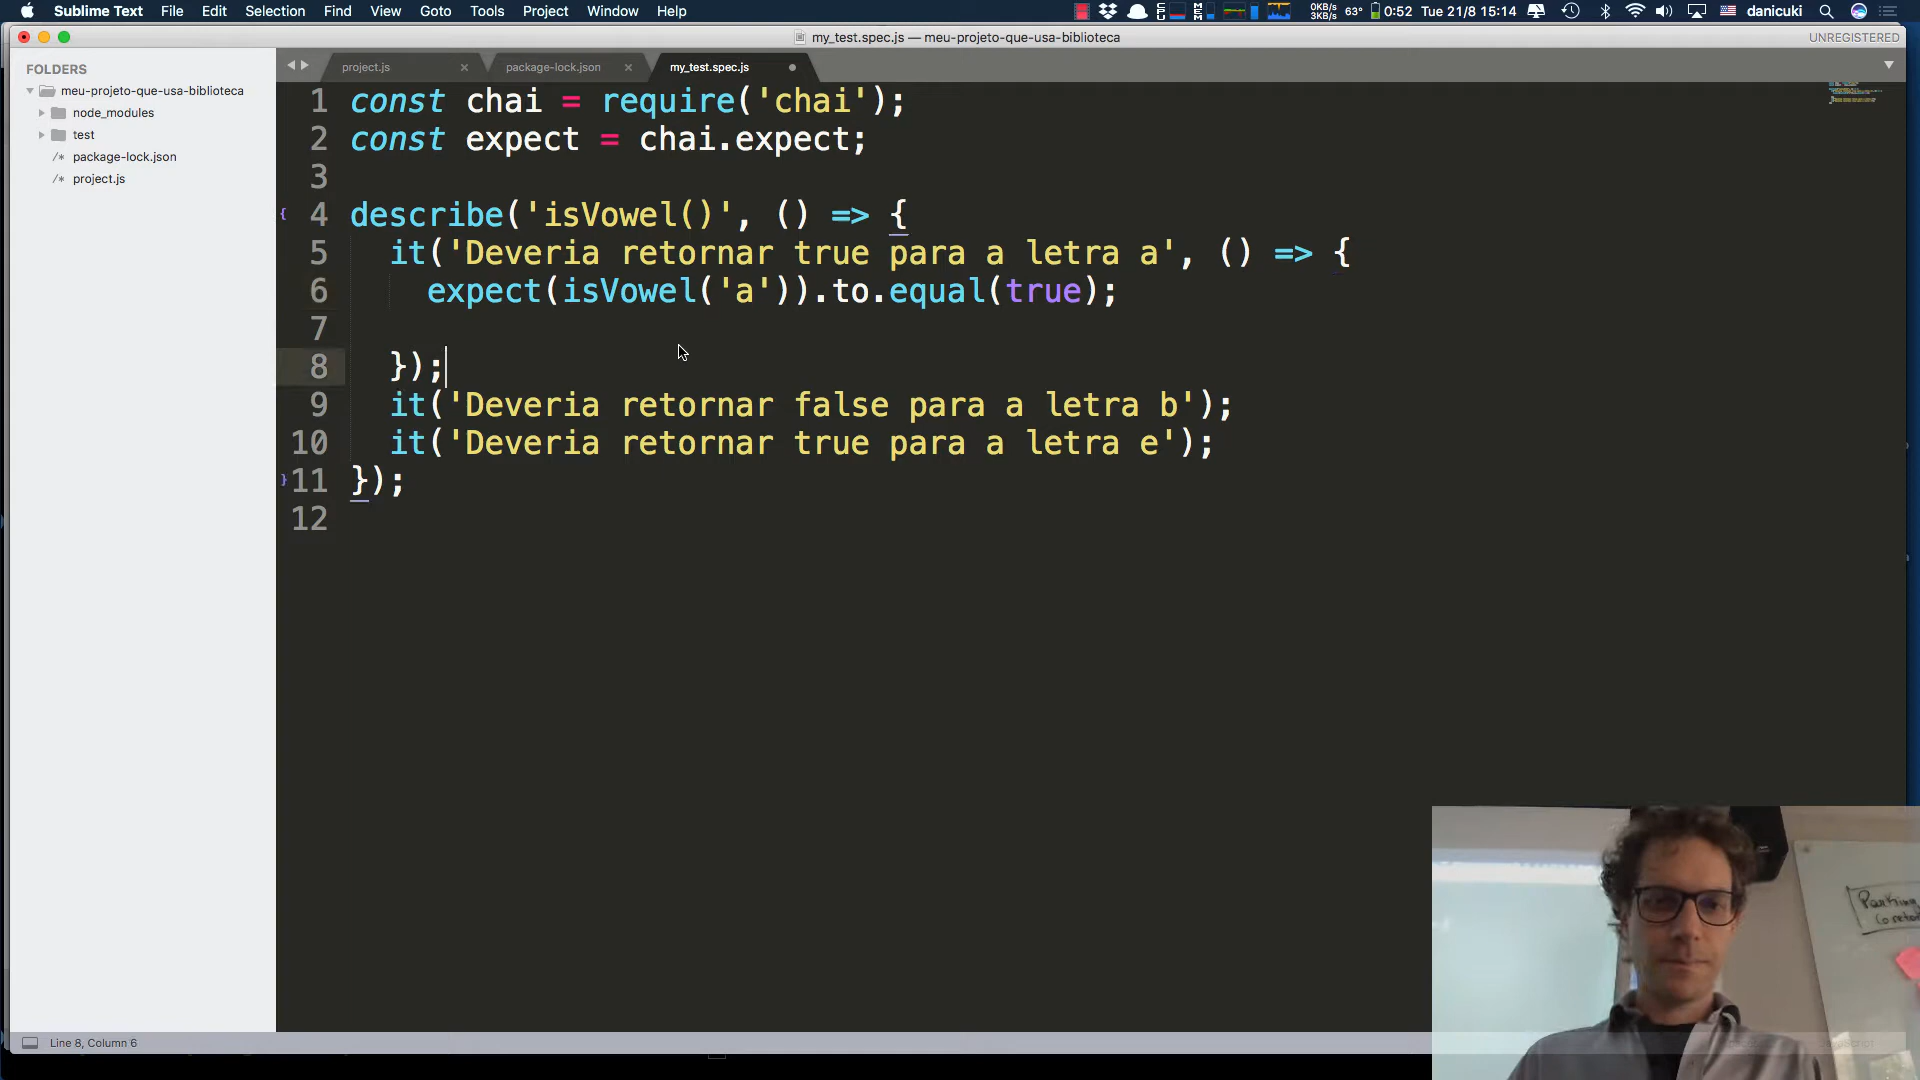 Sublime Text File Edit Selection Find View Goto Tools Project Window Help 0KB/s 3KB/s 63° 0:52 Tue 21/8 15:14 danicuki
my_test.spec.js — meu-projeto-que-usa-biblioteca UNREGISTERED
FOLDERS
meu-projeto-que-usa-biblioteca
node_modules
test
/* package-lock.json
/* project.js
project.js × package-lock.json × my_test.spec.js
1 const chai = require('chai');
2 const expect = chai.expect;
3
4 describe('isVowel()', () => {
5 it('Deveria retornar true para a letra a', () => {
6 expect(isVowel('a')).to.equal(true);
7
8 });
9 it('Deveria retornar false para a letra b');
10 it('Deveria retornar true para a letra e');
11 });
12
Parking
Line 8, Column 6